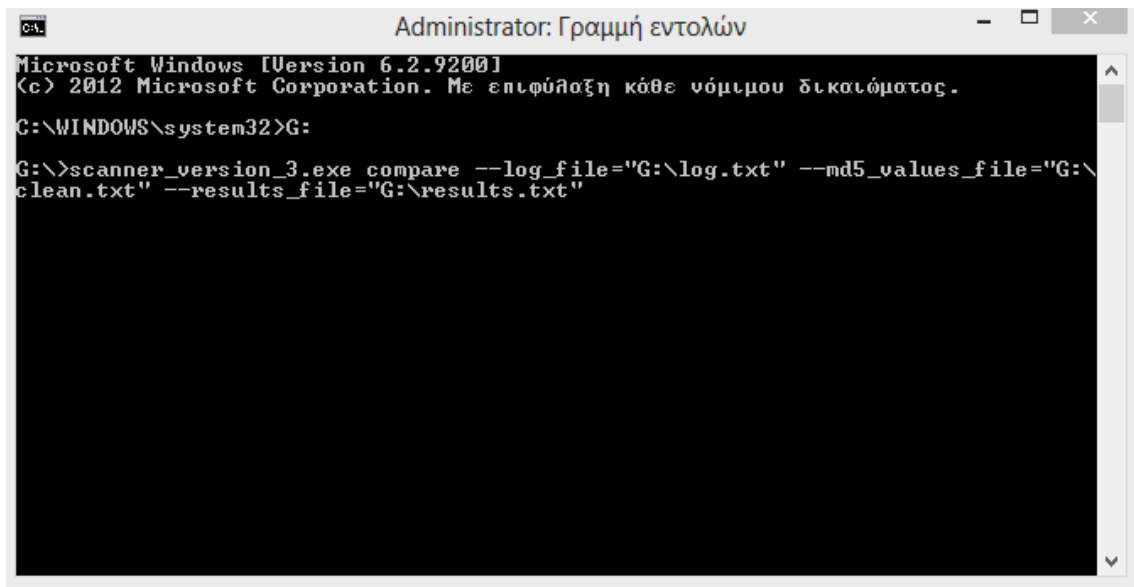 Administrator: Γραμμή εντολών
Microsoft Windows [Version 6.2.9200]
(c) 2012 Microsoft Corporation. Με επιφύλαξη κάθε νόμιμου δικαιώματος.
C:\WINDOWS\system32>G:
G:\>scanner_version_3.exe compare --log_file="G:\log.txt" --md5_values_file="G:\
clean.txt" --results_file="G:\results.txt"